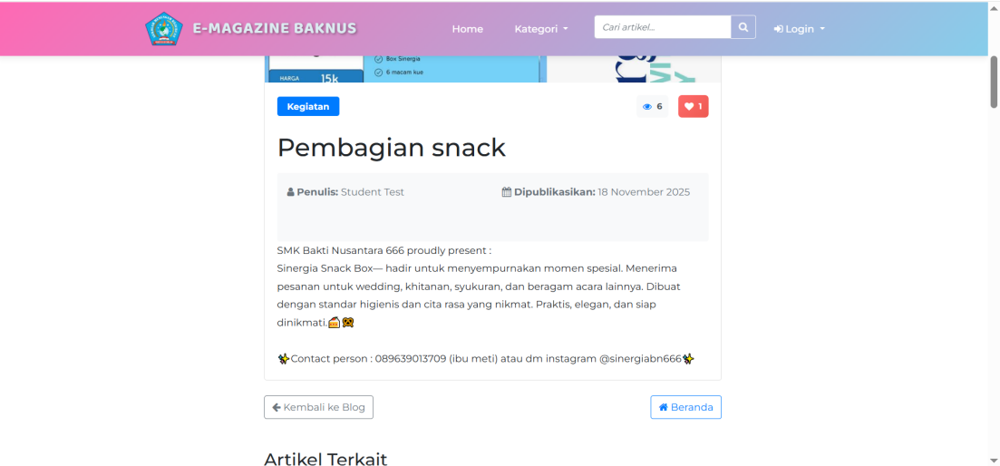 E-MAGAZINE BAKNUS
Home
Kategori
Cari artikel...
Login
Box Sinergia
6 macam kue
HARGA 15k
Kegiatan
6
1
Pembagian snack
Penulis: Student Test
Dipublikasikan: 18 November 2025
SMK Bakti Nusantara 666 proudly present :
Sinergia Snack Box— hadir untuk menyempurnakan momen spesial. Menerima
pesanan untuk wedding, khitanan, syukuran, dan beragam acara lainnya. Dibuat
dengan standar higienis dan cita rasa yang nikmat. Praktis, elegan, dan siap
dinikmati.🍰🥨
✨Contact person : 089639013709 (ibu meti) atau dm instagram @sinergiabn666✨
Kembali ke Blog
Beranda
Artikel Terkait